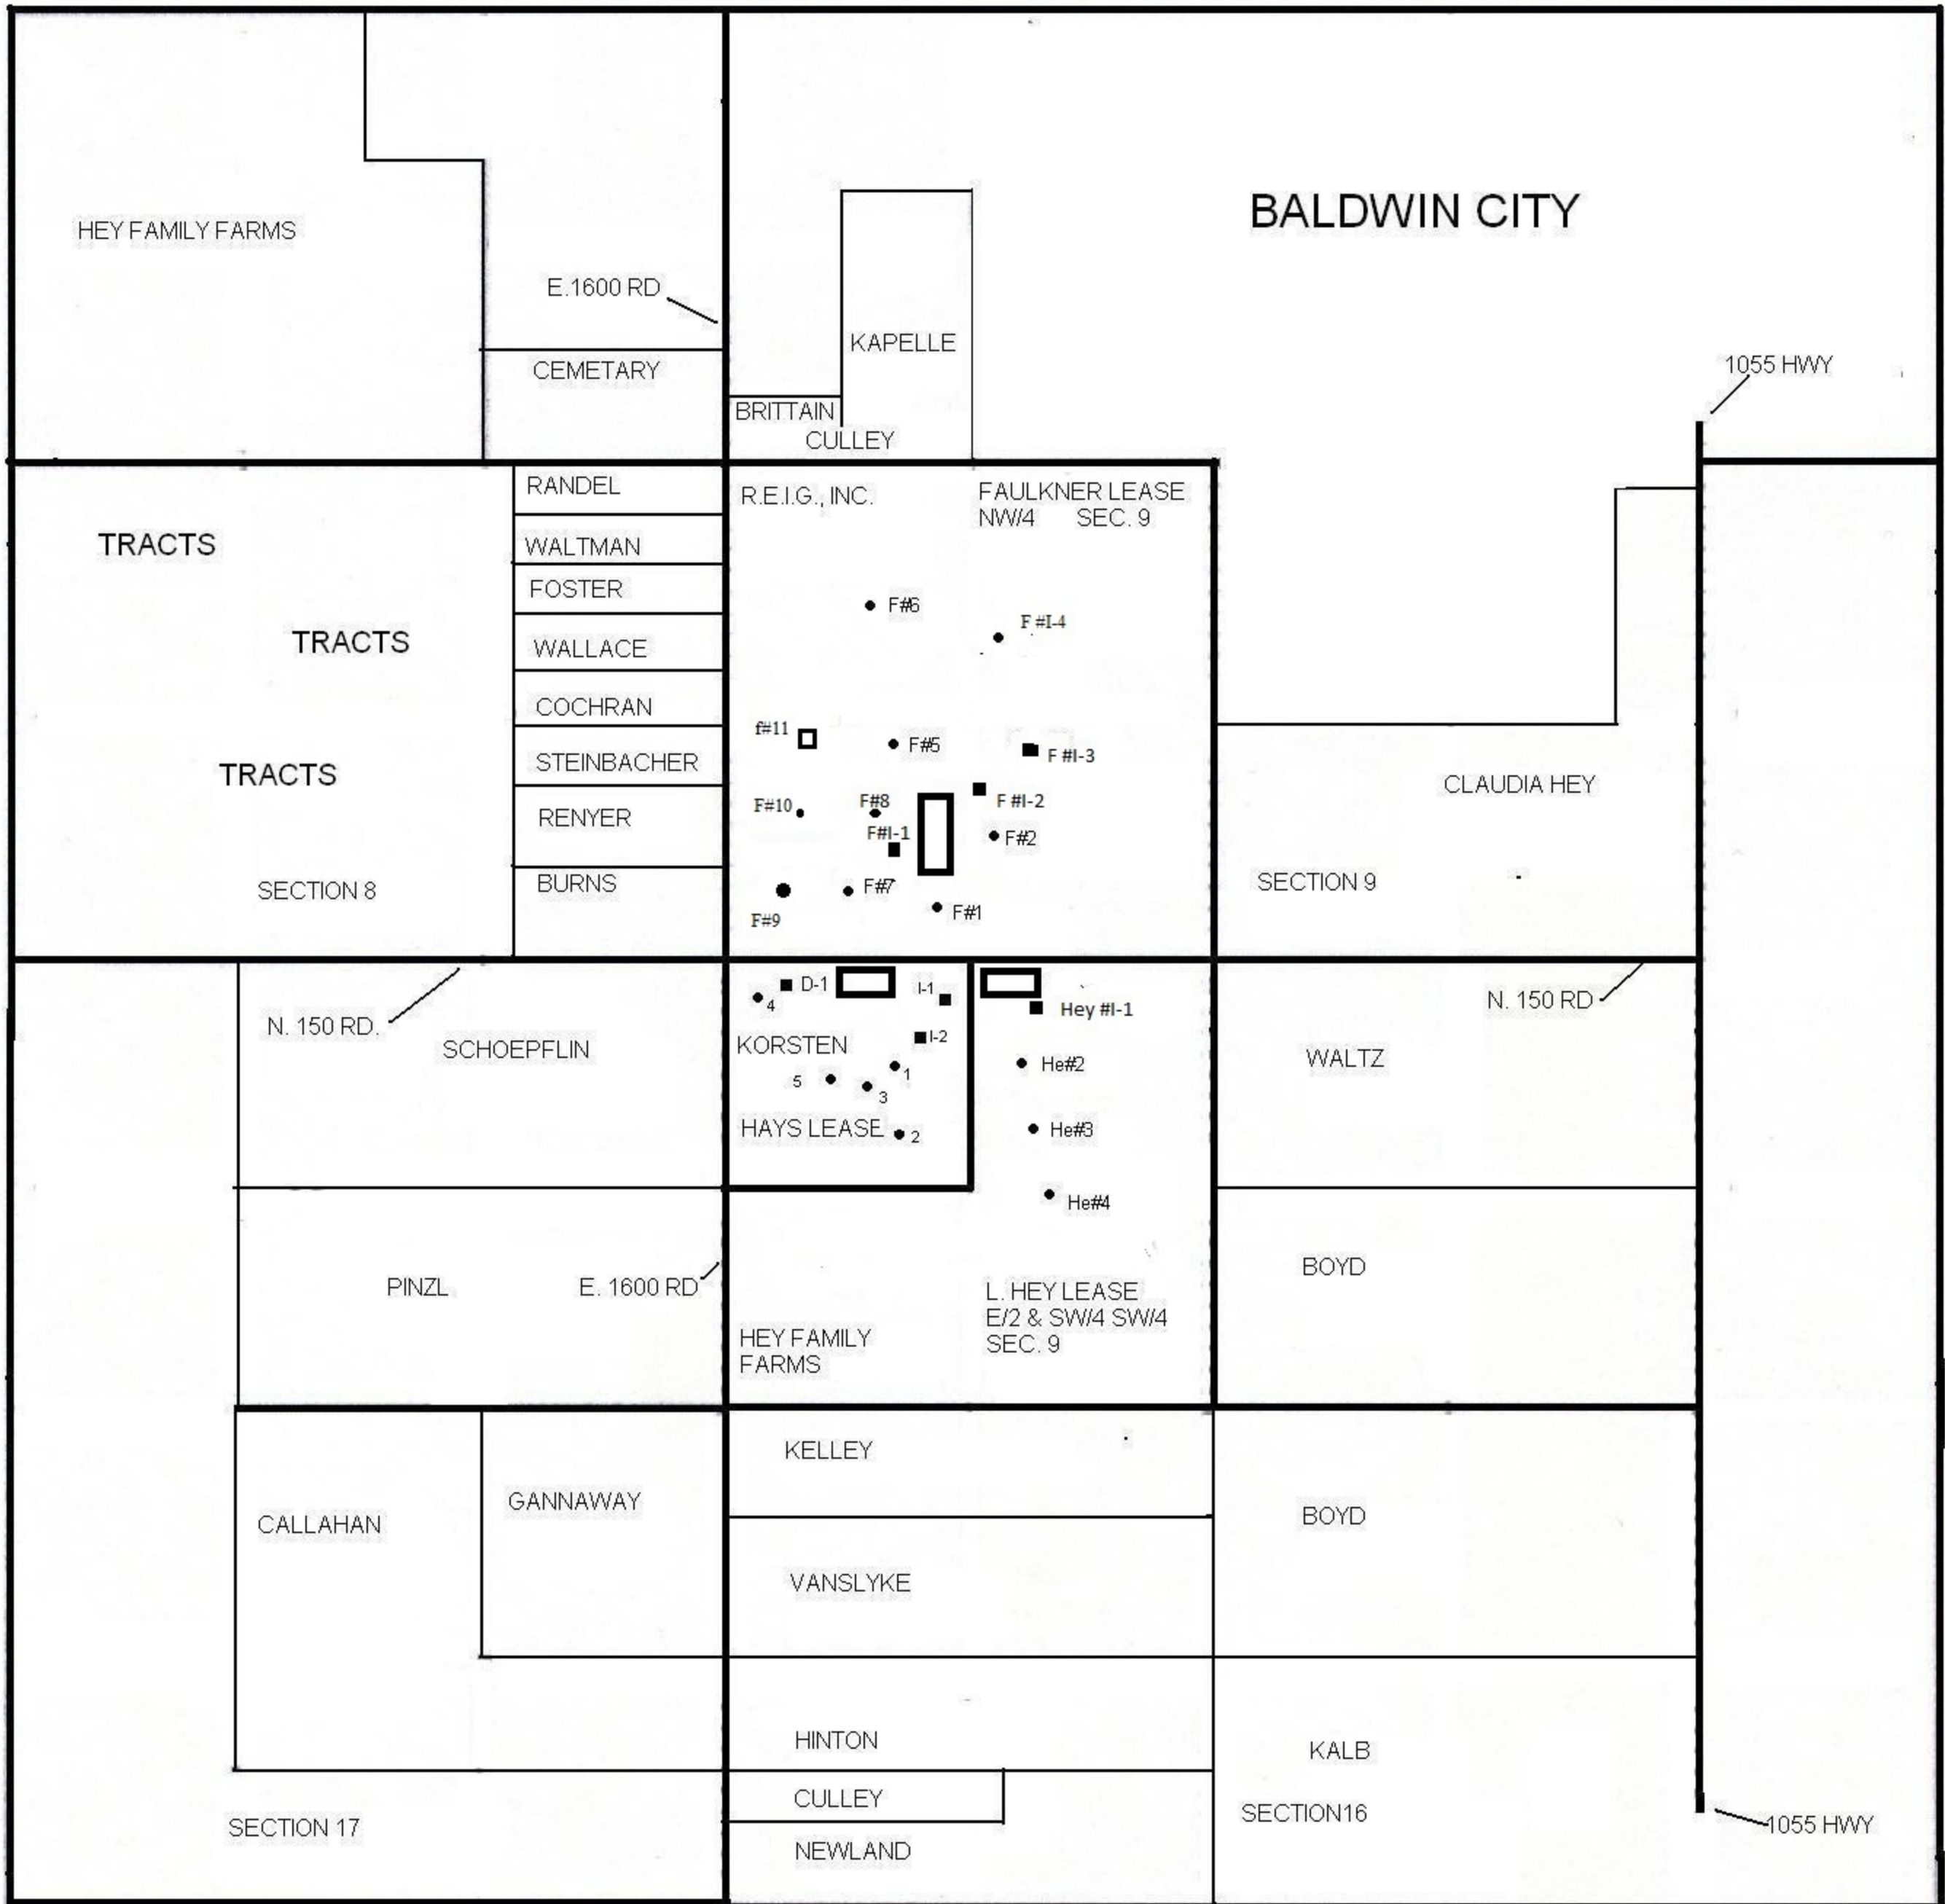 HEY FAMILY FARMS
BALDWIN CITY
E.1600 RD
KAPELLE
CEMETARY
1055 HWY
BRITTAIN
CULLEY
RANDEL
R.E.I.G., INC.
FAULKNER LEASE
NW/4 SEC. 9
TRACTS
WALTMAN
FOSTER
F#6
F #I-4
TRACTS
WALLACE
COCHRAN
f#11
F#5
F #I-3
STEINBACHER
TRACTS
CLAUDIA HEY
F#10
F#8
F #I-2
RENYER
F#I-1
F#2
SECTION 8
BURNS
F#7
SECTION 9
F#9
F#1
D-1
I-1
4
Hey #I-1
N. 150 RD
N. 150 RD.
SCHOEPFLIN
KORSTEN
I-2
He#2
WALTZ
1
5
3
HAYS LEASE
2
He#3
He#4
BOYD
PINZL
E. 1600 RD
L. HEY LEASE
E/2 & SW/4 SW/4
SEC. 9
HEY FAMILY
FARMS
KELLEY
GANNAWAY
CALLAHAN
BOYD
VANSLYKE
HINTON
KALB
CULLEY
SECTION16
SECTION 17
1055 HWY
NEWLAND